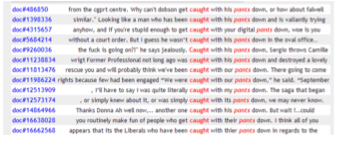 doc#486850 from the cgprt centre. Why can't dobson get caught with his pants down, or how about falwell
doc#1398336 similar." Looking like a man who has been caught with his pants down and is valiantly trying
doc#4315657 anyhow, and if you're stupid enough to get caught with your digital pants down, woe is you
doc#5684214 without a court order. But I guess he wasn't caught with his pants down in the oval office..
doc#9260036 the fuck is going on?!' he says jealously. Caught with his pants down, Sergio throws Camilla
doc#11238834 wright Former Professional not long ago was caught with his pants down and destroyed a lovely
doc#11813476 rescue you and will probably think we've been caught with our pants down. There going to come
doc#11986224 rights because few had been engaged "We were caught with our pants down," he said. "September
doc#12513909 , I'll have to say I was quite literally caught with my pants down. The saga that began
doc#12573174 , or simply knew about it, or was simply caught with its pants down, we may never know.
doc#14864966 Thanks Donna Ah well now... another one caught with his pants down. But wait !...could
doc#16638028 you routinely make fun of people who get caught with their pants down. I think all of you
doc#16662568 appears that its the Liberals who have been caught with thier pants down in regards to the